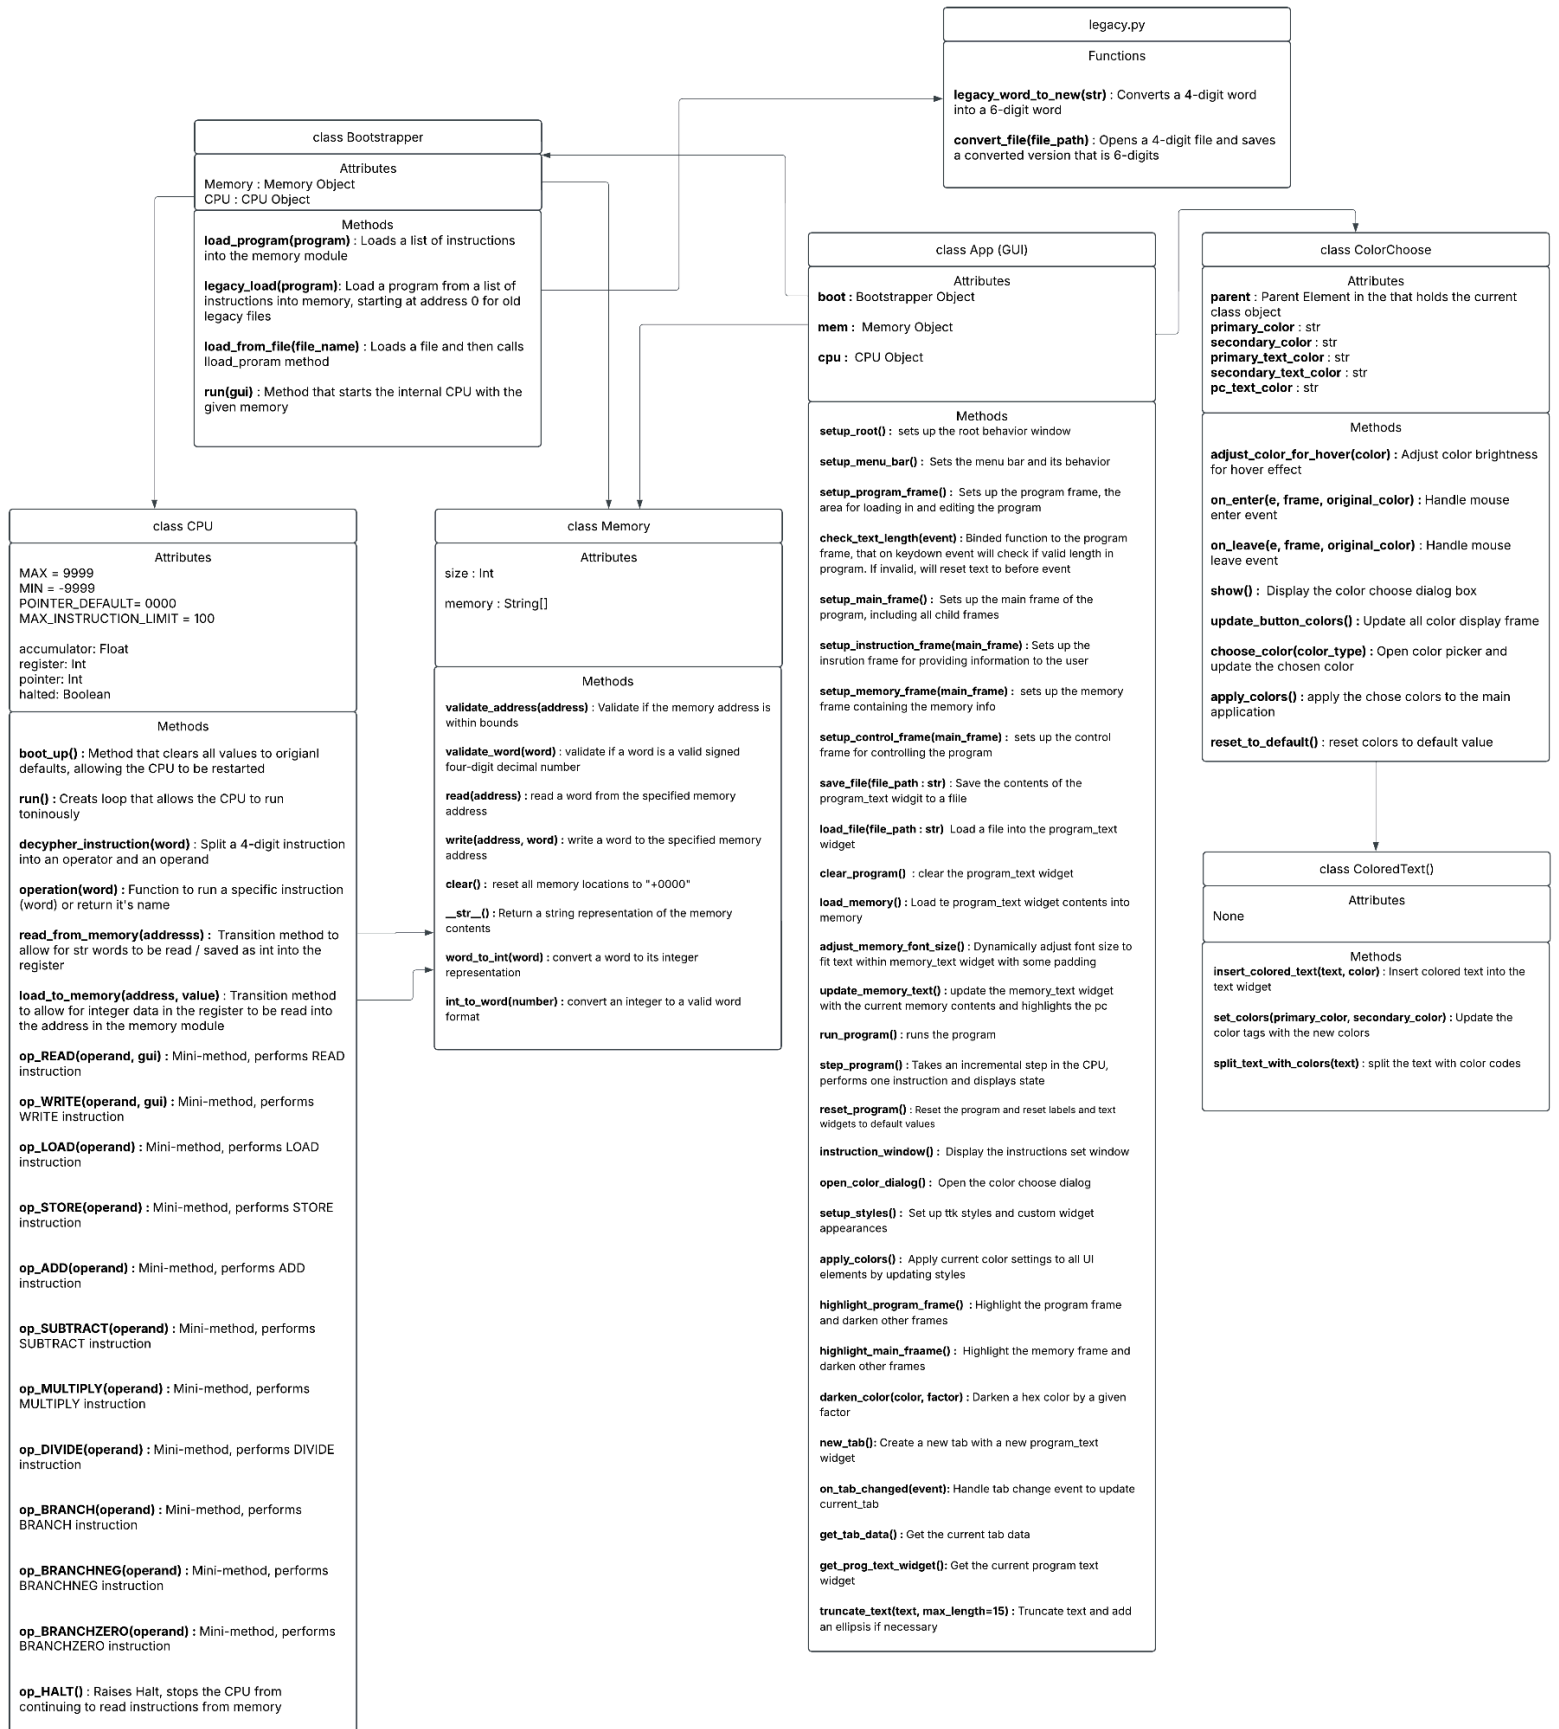 legacy.py
Functions
legacy_word_to_new(str) : Converts a 4-digit word
into a 6-digit word
convert_file(file_path) : Opens a 4-digit file and saves
a converted version that is 6-digits
class Bootstrapper
Attributes
Memory : Memory Object
CPU : CPU Object
Methods
load_program(program) : Loads a list of instructions
into the memory module
legacy_load(program): Load a program from a list of
instructions into memory, starting at address 0 for old
legacy files
load_from_file(file_name) : Loads a file and then calls
lload_proram method
run(gui) : Method that starts the internal CPU with the
given memory
class CPU
Attributes
MAX = 9999
MIN = -9999
POINTER_DEFAULT= 0000
MAX_INSTRUCTION_LIMIT = 100
accumulator: Float
register: Int
pointer: Int
halted: Boolean
Methods
boot_up() : Method that clears all values to origianl
defaults, allowing the CPU to be restarted
run() : Creats loop that allows the CPU to run
toninously
decypher_instruction(word) : Split a 4-digit instruction
into an operator and an operand
operation(word) : Function to run a specific instruction
(word) or return it's name
read_from_memory(addresss) : Transition method to
allow for str words to be read / saved as int into the
register
load_to_memory(address, value) : Transition method
to allow for integer data in the register to be read into
the address in the memory module
op_READ(operand, gui) : Mini-method, performs READ
instruction
op_WRITE(operand, gui) : Mini-method, performs
WRITE instruction
op_LOAD(operand) : Mini-method, performs LOAD
instruction
op_STORE(operand) : Mini-method, performs STORE
instruction
op_ADD(operand) : Mini-method, performs ADD
instruction
op_SUBTRACT(operand) : Mini-method, performs
SUBTRACT instruction
op_MULTIPLY(operand) : Mini-method, performs
MULTIPLY instruction
op_DIVIDE(operand) : Mini-method, performs DIVIDE
instruction
op_BRANCH(operand) : Mini-method, performs
BRANCH instruction
op_BRANCHNEG(operand) : Mini-method, performs
BRANCHNEG instruction
op_BRANCHZERO(operand) : Mini-method, performs
BRANCHZERO instruction
op_HALT() : Raises Halt, stops the CPU from
continuing to read instructions from memory
class Memory
Attributes
size : Int
memory : String[]
Methods
validate_address(address) : Validate if the memory address is
within bounds
validate_word(word) : validate if a word is a valid signed
four-digit decimal number
read(address) : read a word from the specified memory
address
write(address, word) : write a word to the specified memory
address
clear() : reset all memory locations to "+0000"
__str__() : Return a string representation of the memory
contents
word_to_int(word) : convert a word to its integer
representation
int_to_word(number) : convert an integer to a valid word
format
class App (GUI)
Attributes
boot : Bootstrapper Object
mem : Memory Object
cpu : CPU Object
Methods
setup_root() : sets up the root behavior window
setup_menu_bar() : Sets the menu bar and its behavior
setup_program_frame() : Sets up the program frame, the
area for loading in and editing the program
check_text_length(event) : Binded function to the program
frame, that on keydown event will check if valid length in
program. If invalid, will reset text to before event
setup_main_frame() : Sets up the main frame of the
program, including all child frames
setup_instruction_frame(main_frame) : Sets up the
insrution frame for providing information to the user
setup_memory_frame(main_frame) : sets up the memory
frame containing the memory info
setup_control_frame(main_frame) : sets up the control
frame for controlling the program
save_file(file_path : str) : Save the contents of the
program_text widgit to a flile
load_file(file_path : str) Load a file into the program_text
widget
clear_program() : clear the program_text widget
load_memory() : Load te program_text widget contents into
memory
adjust_memory_font_size() : Dynamically adjust font size to
fit text within memory_text widget with some padding
update_memory_text() : update the memory_text widget
with the current memory contents and highlights the pc
run_program() : runs the program
step_program() : Takes an incremental step in the CPU,
performs one instruction and displays state
reset_program() : Reset the program and reset labels and text
widgets to default values
instruction_window() : Display the instructions set window
open_color_dialog() : Open the color choose dialog
setup_styles() : Set up ttk styles and custom widget
appearances
apply_colors() : Apply current color settings to all UI
elements by updating styles
highlight_program_frame() : Highlight the program frame
and darken other frames
highlight_main_fraame() : Highlight the memory frame and
darken other frames
darken_color(color, factor) : Darken a hex color by a given
factor
new_tab(): Create a new tab with a new program_text
widget
on_tab_changed(event): Handle tab change event to update
current_tab
get_tab_data() : Get the current tab data
get_prog_text_widget(): Get the current program text
widget
truncate_text(text, max_length=15) : Truncate text and add
an ellipsis if necessary
class ColorChoose
Attributes
parent : Parent Element in the that holds the current
class object
primary_color : str
secondary_color : str
primary_text_color : str
secondary_text_color : str
pc_text_color : str
Methods
adjust_color_for_hover(color) : Adjust color brightness
for hover effect
on_enter(e, frame, original_color) : Handle mouse
enter event
on_leave(e, frame, original_color) : Handle mouse
leave event
show() : Display the color choose dialog box
update_button_colors() : Update all color display frame
choose_color(color_type) : Open color picker and
update the chosen color
apply_colors() : apply the chose colors to the main
application
reset_to_default() : reset colors to default value
class ColoredText()
Attributes
None
Methods
insert_colored_text(text, color) : Insert colored text into the
text widget
set_colors(primary_color, secondary_color) : Update the
color tags with the new colors
split_text_with_colors(text) : split the text with color codes